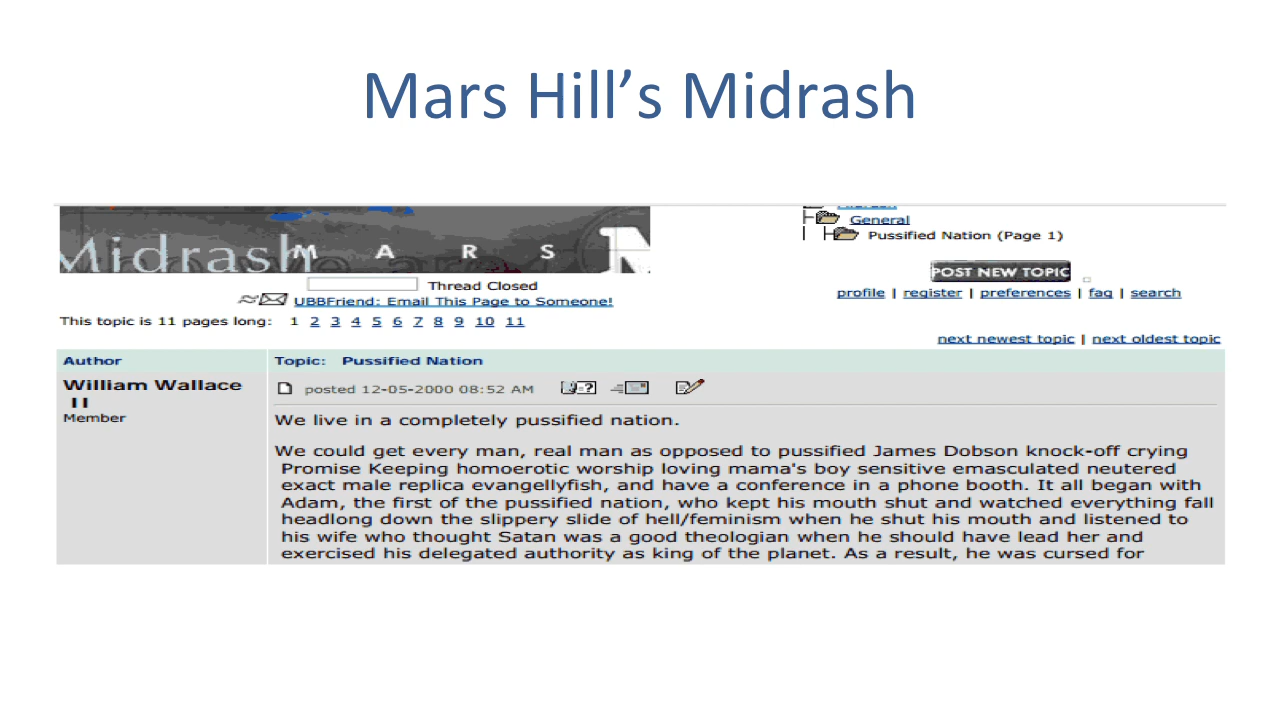 Mars Hill’s Midrash
Midrash
M A R S
General
Pussified Nation (Page 1)
POST NEW TOPIC
Thread Closed
UBBFriend: Email This Page to Someone!
profile | register | preferences | faq | search
This topic is 11 pages long: 1 2 3 4 5 6 7 8 9 10 11
next newest topic | next oldest topic
Author Topic: Pussified Nation
William Wallace
II
Member
posted 12-05-2000 08:52 AM
We live in a completely pussified nation.
We could get every man, real man as opposed to pussified James Dobson knock-off crying
Promise Keeping homoerotic worship loving mama's boy sensitive emasculated neutered
exact male replica evangellyfish, and have a conference in a phone booth. It all began with
Adam, the first of the pussified nation, who kept his mouth shut and watched everything fall
headlong down the slippery slide of hell/feminism when he shut his mouth and listened to
his wife who thought Satan was a good theologian when he should have lead her and
exercised his delegated authority as king of the planet. As a result, he was cursed for